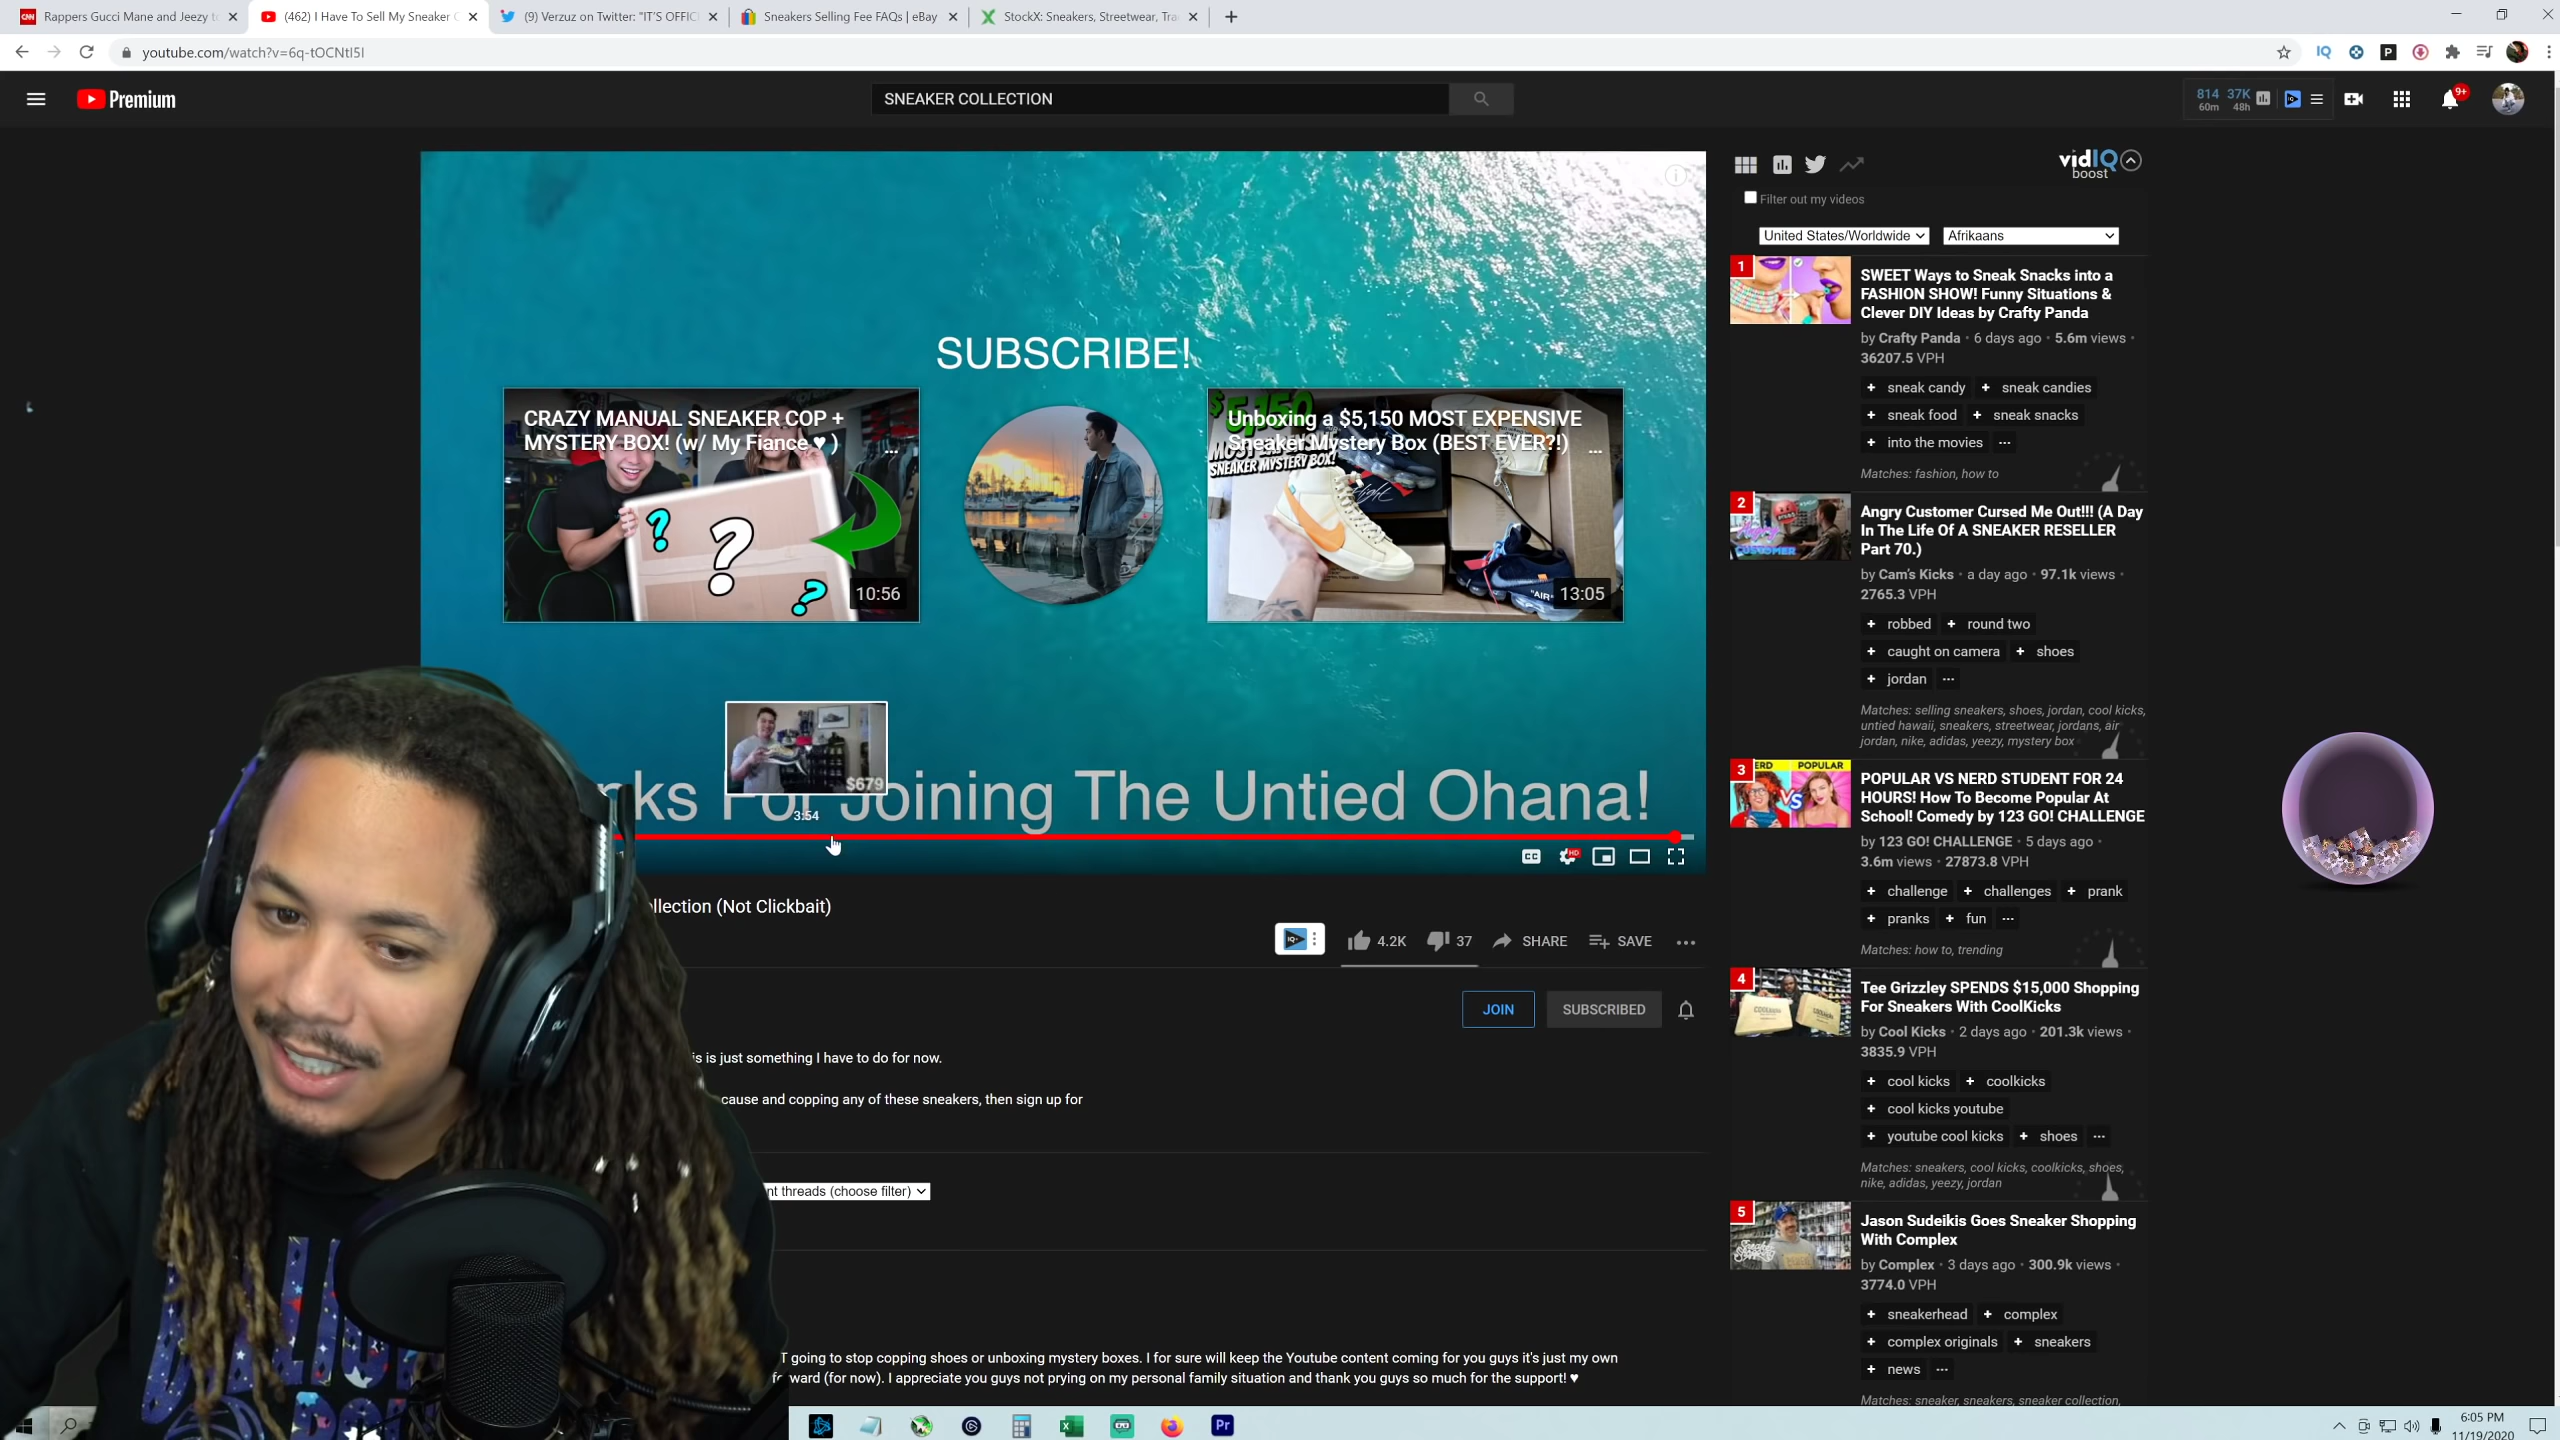 CNN Rappers Gucci Mane and Jeezy to
(462) I Have To Sell My Sneaker C
(9) Verzuz on Twitter: "IT'S OFFIC
Sneakers Selling Fee FAQs | eBay
StockX: Sneakers, Streetwear, Tra
youtube.com/watch?v=6q-tOCNtI5I
Premium
SNEAKER COLLECTION
814 37K
60m 48h
9+
vidIQ
boost
Filter out my videos
United States/Worldwide
Afrikaans
SUBSCRIBE!
CRAZY MANUAL SNEAKER COP +
MYSTERY BOX! (w/ My Fiance ♥ ) ...
10:56
$5,150
Unboxing a $5,150 MOST EXPENSIVE
Sneaker Mystery Box (BEST EVER?!) ...
SNEAKER MYSTERY BOX!
13:05
$679
3:54
nks For Joining The Untied Ohana!
llection (Not Clickbait)
4.2K 37 SHARE SAVE
JOIN SUBSCRIBED
is is just something I have to do for now.
cause and copping any of these sneakers, then sign up for
nt threads (choose filter)
T going to stop copping shoes or unboxing mystery boxes. I for sure will keep the Youtube content coming for you guys it's just my own
forward (for now). I appreciate you guys not prying on my personal family situation and thank you guys so much for the support! ♥
1
SWEET Ways to Sneak Snacks into a
FASHION SHOW! Funny Situations &
Clever DIY Ideas by Crafty Panda
by Crafty Panda • 6 days ago • 5.6m views •
36207.5 VPH
+ sneak candy + sneak candies
+ sneak food + sneak snacks
+ into the movies ...
Matches: fashion, how to
2
Angry Customer Cursed Me Out!!! (A Day
In The Life Of A SNEAKER RESELLER
Part 70.)
by Cam's Kicks • a day ago • 97.1k views •
2765.3 VPH
+ robbed + round two
+ caught on camera + shoes
+ jordan ...
Matches: selling sneakers, shoes, jordan, cool kicks,
untied hawaii, sneakers, streetwear, jordans, air
jordan, nike, adidas, yeezy, mystery box
3
POPULAR
VS
POPULAR VS NERD STUDENT FOR 24
HOURS! How To Become Popular At
School! Comedy by 123 GO! CHALLENGE
by 123 GO! CHALLENGE • 5 days ago •
3.6m views • 27873.8 VPH
+ challenge + challenges + prank
+ pranks + fun ...
Matches: how to, trending
4
Tee Grizzley SPENDS $15,000 Shopping
For Sneakers With CoolKicks
by Cool Kicks • 2 days ago • 201.3k views •
3835.9 VPH
+ cool kicks + coolkicks
+ cool kicks youtube
+ youtube cool kicks + shoes ...
Matches: sneakers, cool kicks, coolkicks, shoes,
nike, adidas, yeezy, jordan
5
Jason Sudeikis Goes Sneaker Shopping
With Complex
by Complex • 3 days ago • 300.9k views •
3774.0 VPH
+ sneakerhead + complex
+ complex originals + sneakers
+ news ...
Matches: sneaker, sneakers, sneaker collection,
Pr
6:05 PM
11/19/2020